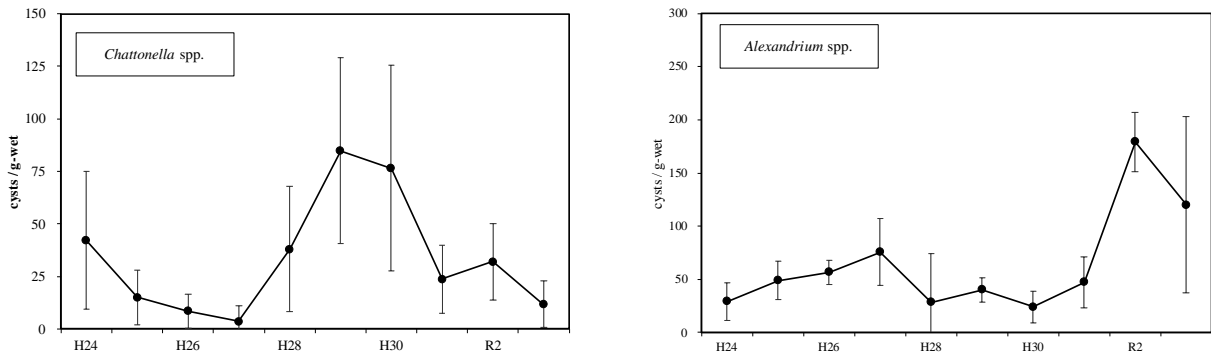 Chattonella spp.
cysts / g-wet
150
125
100
75
50
25
0
H24 H26 H28 H30 R2
Alexandrium spp.
cysts / g-wet
300
250
200
150
100
50
0
H24 H26 H28 H30 R2